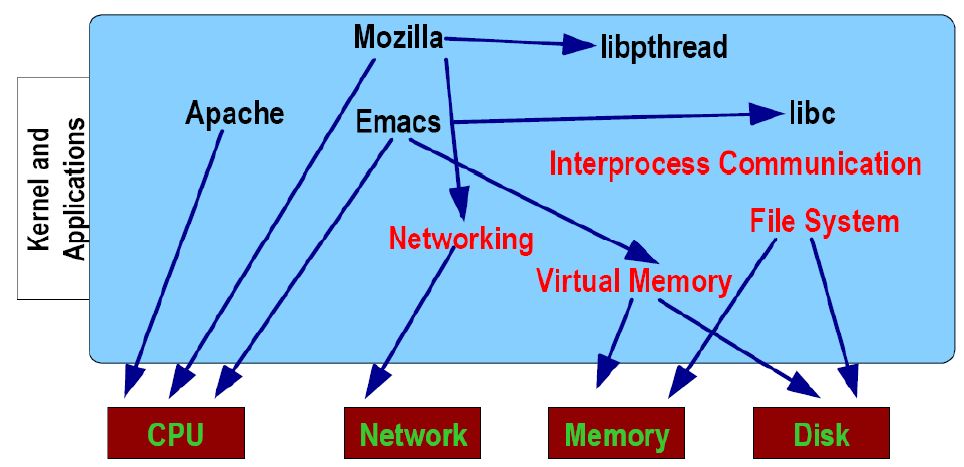 Mozilla
libpthread
Apache
Emacs
libc
Kernel and
Applications
Interprocess Communication
File System
Networking
Virtual Memory
CPU
Network
Memory
Disk